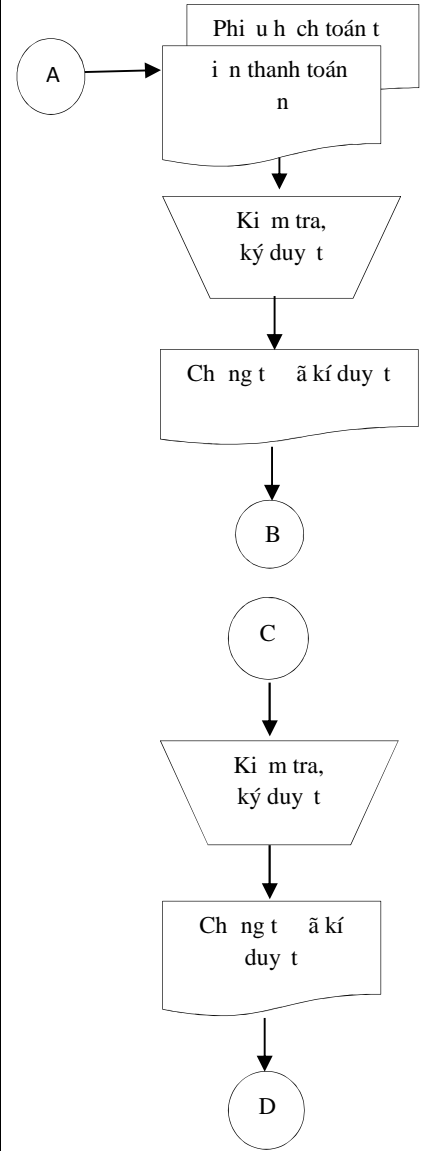 Phi u h ch toán t
A
i n thanh toán
n
Ki m tra,
ký duy t
Ch ng t ã kí duy t
B
C
Ki m tra,
ký duy t
Ch ng t ã kí
duy t
D